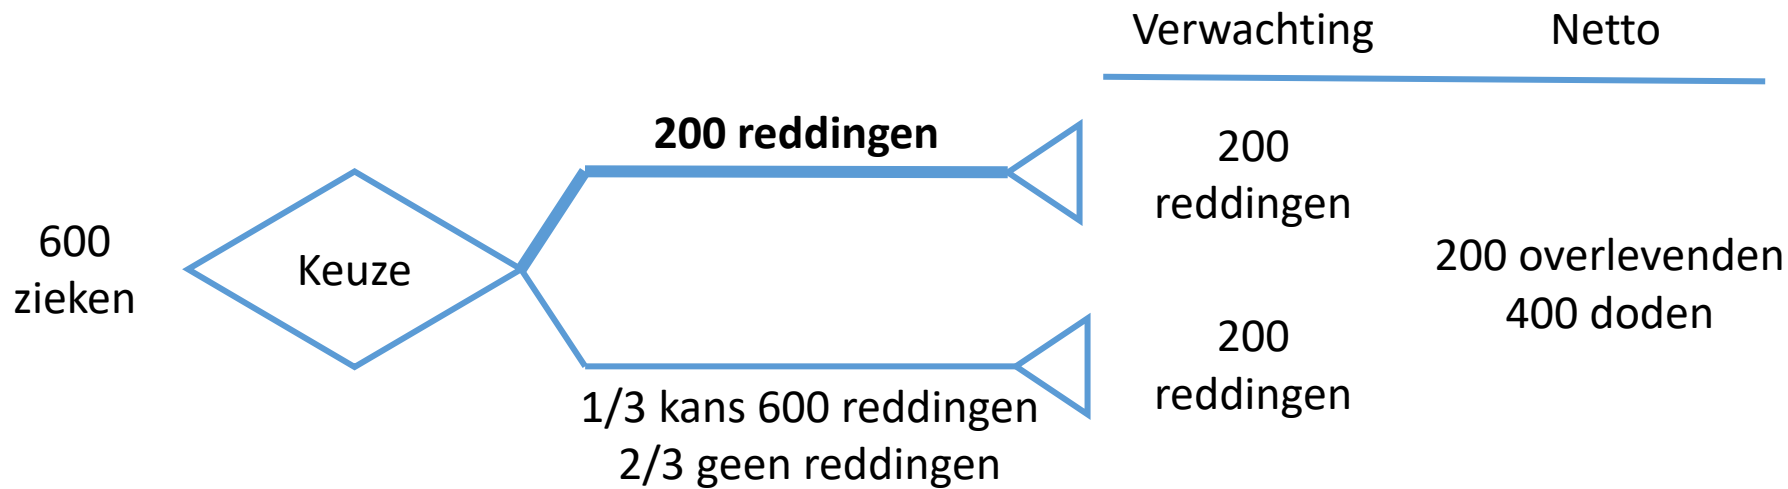 Verwachting
Netto
200 reddingen
200
reddingen
600
zieken
Keuze
200 overlevenden
400 doden
200
reddingen
1/3 kans 600 reddingen
2/3 geen reddingen